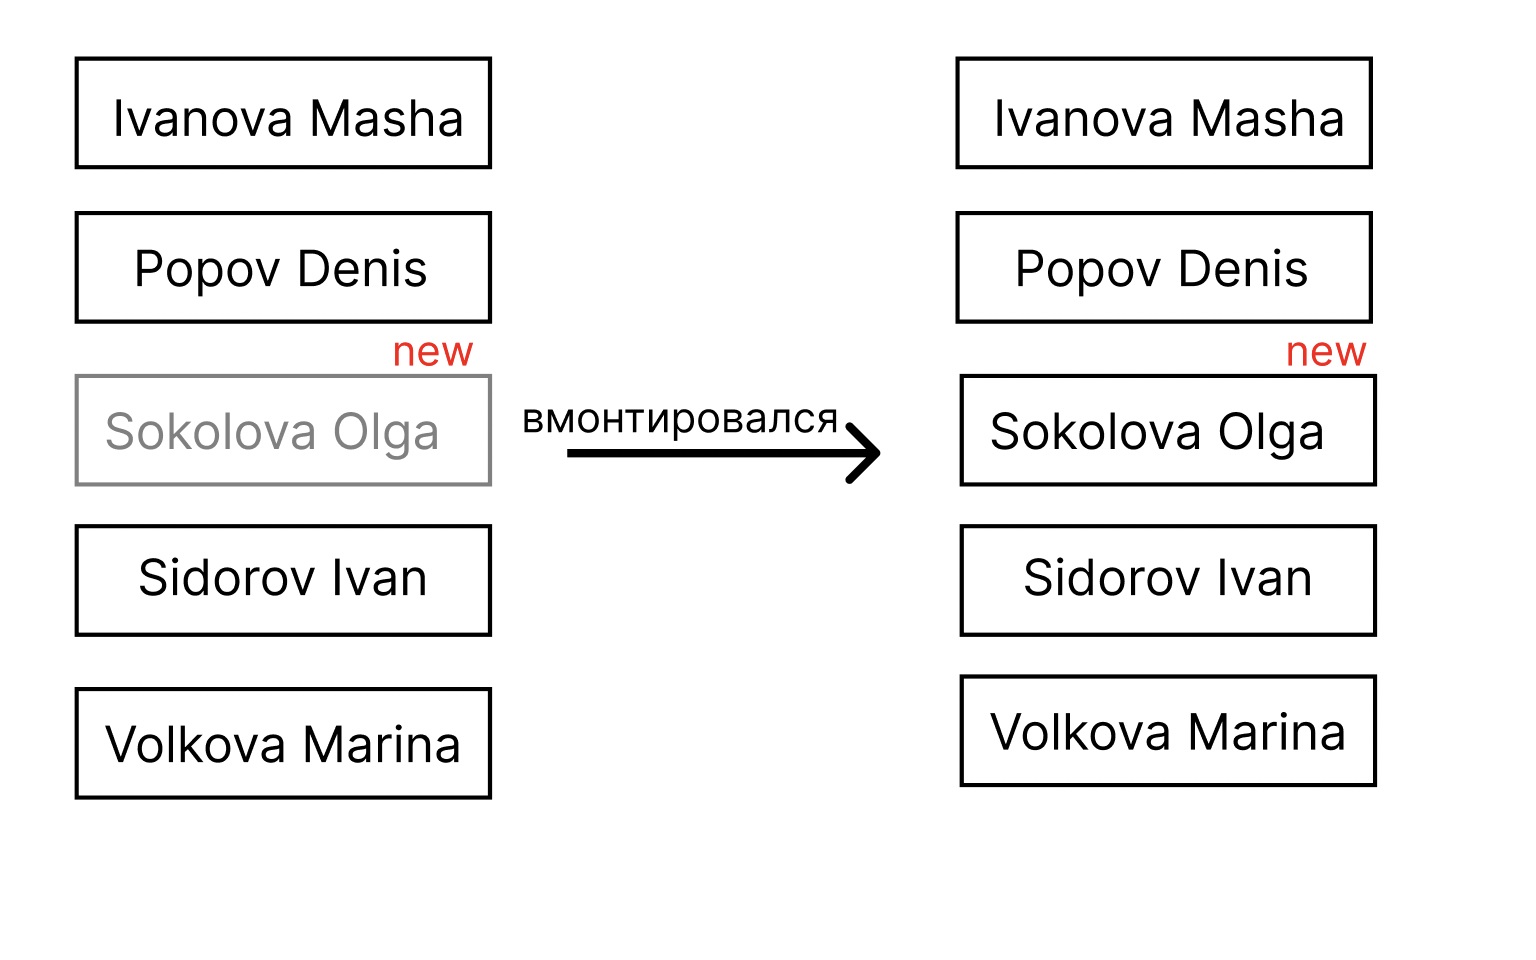 Ivanova Masha
Popov Denis
new
Sokolova Olga
Sidorov Ivan
Volkova Marina
вмонтировался
Ivanova Masha
Popov Denis
new
Sokolova Olga
Sidorov Ivan
Volkova Marina